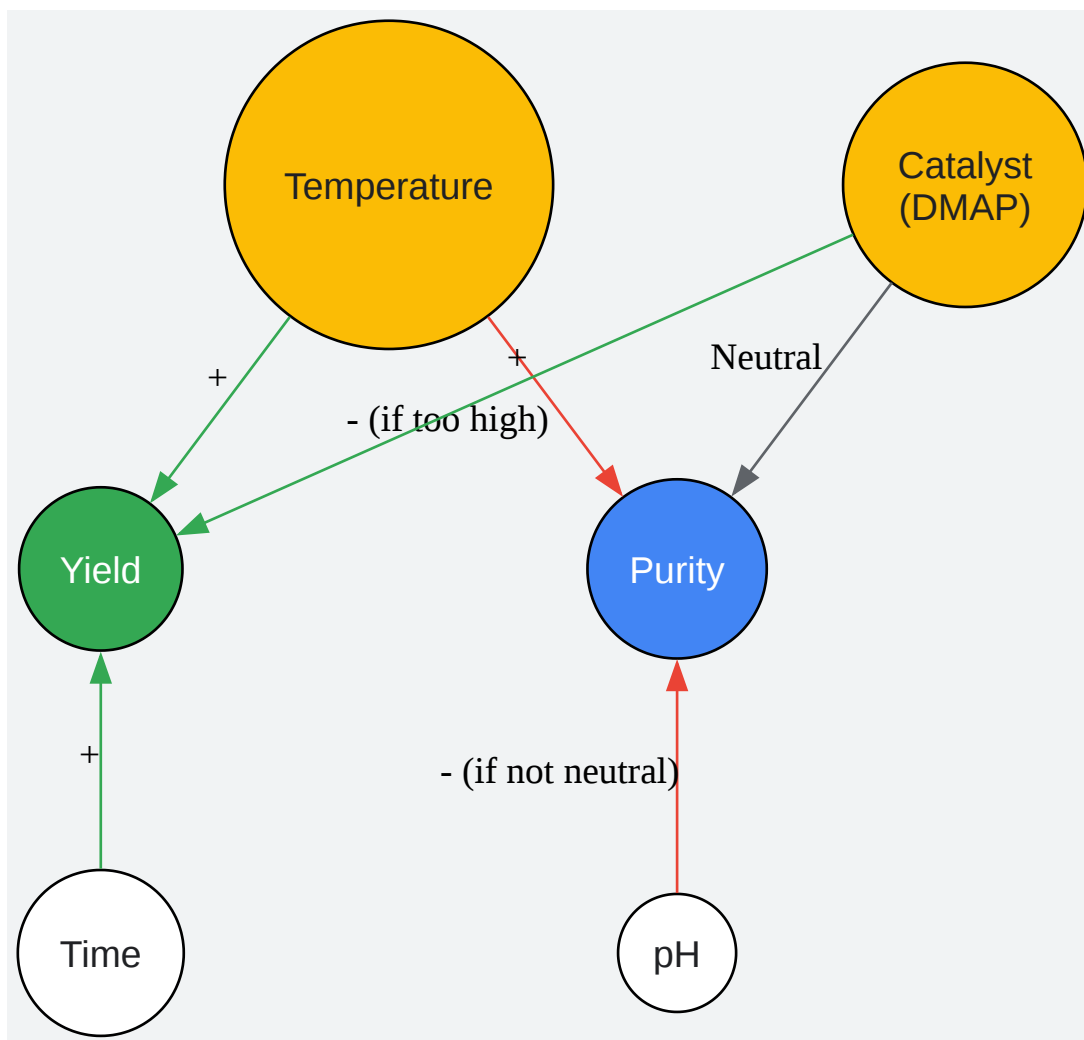 Temperature
Catalyst
(DMAP)
+
+
Neutral
- (if too high)
Yield
Purity
+
- (if not neutral)
Time
pH